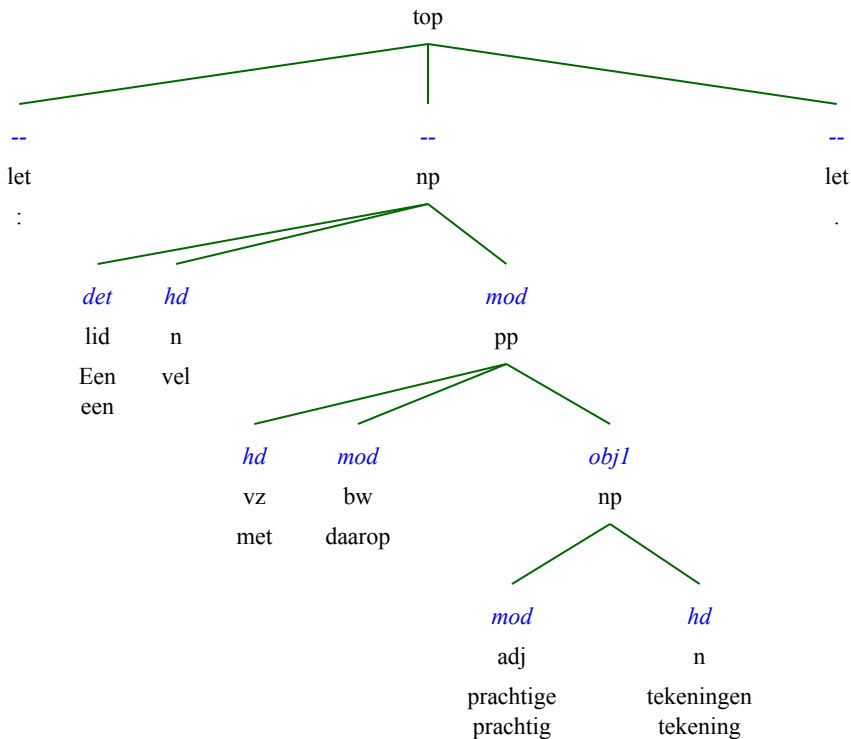 top
-- -- --
let np let
: .
det hd mod
lid n pp
Een vel
een
hd mod obj1
vz bw np
met daarop
mod hd
adj n
prachtige tekeningen
prachtig tekening